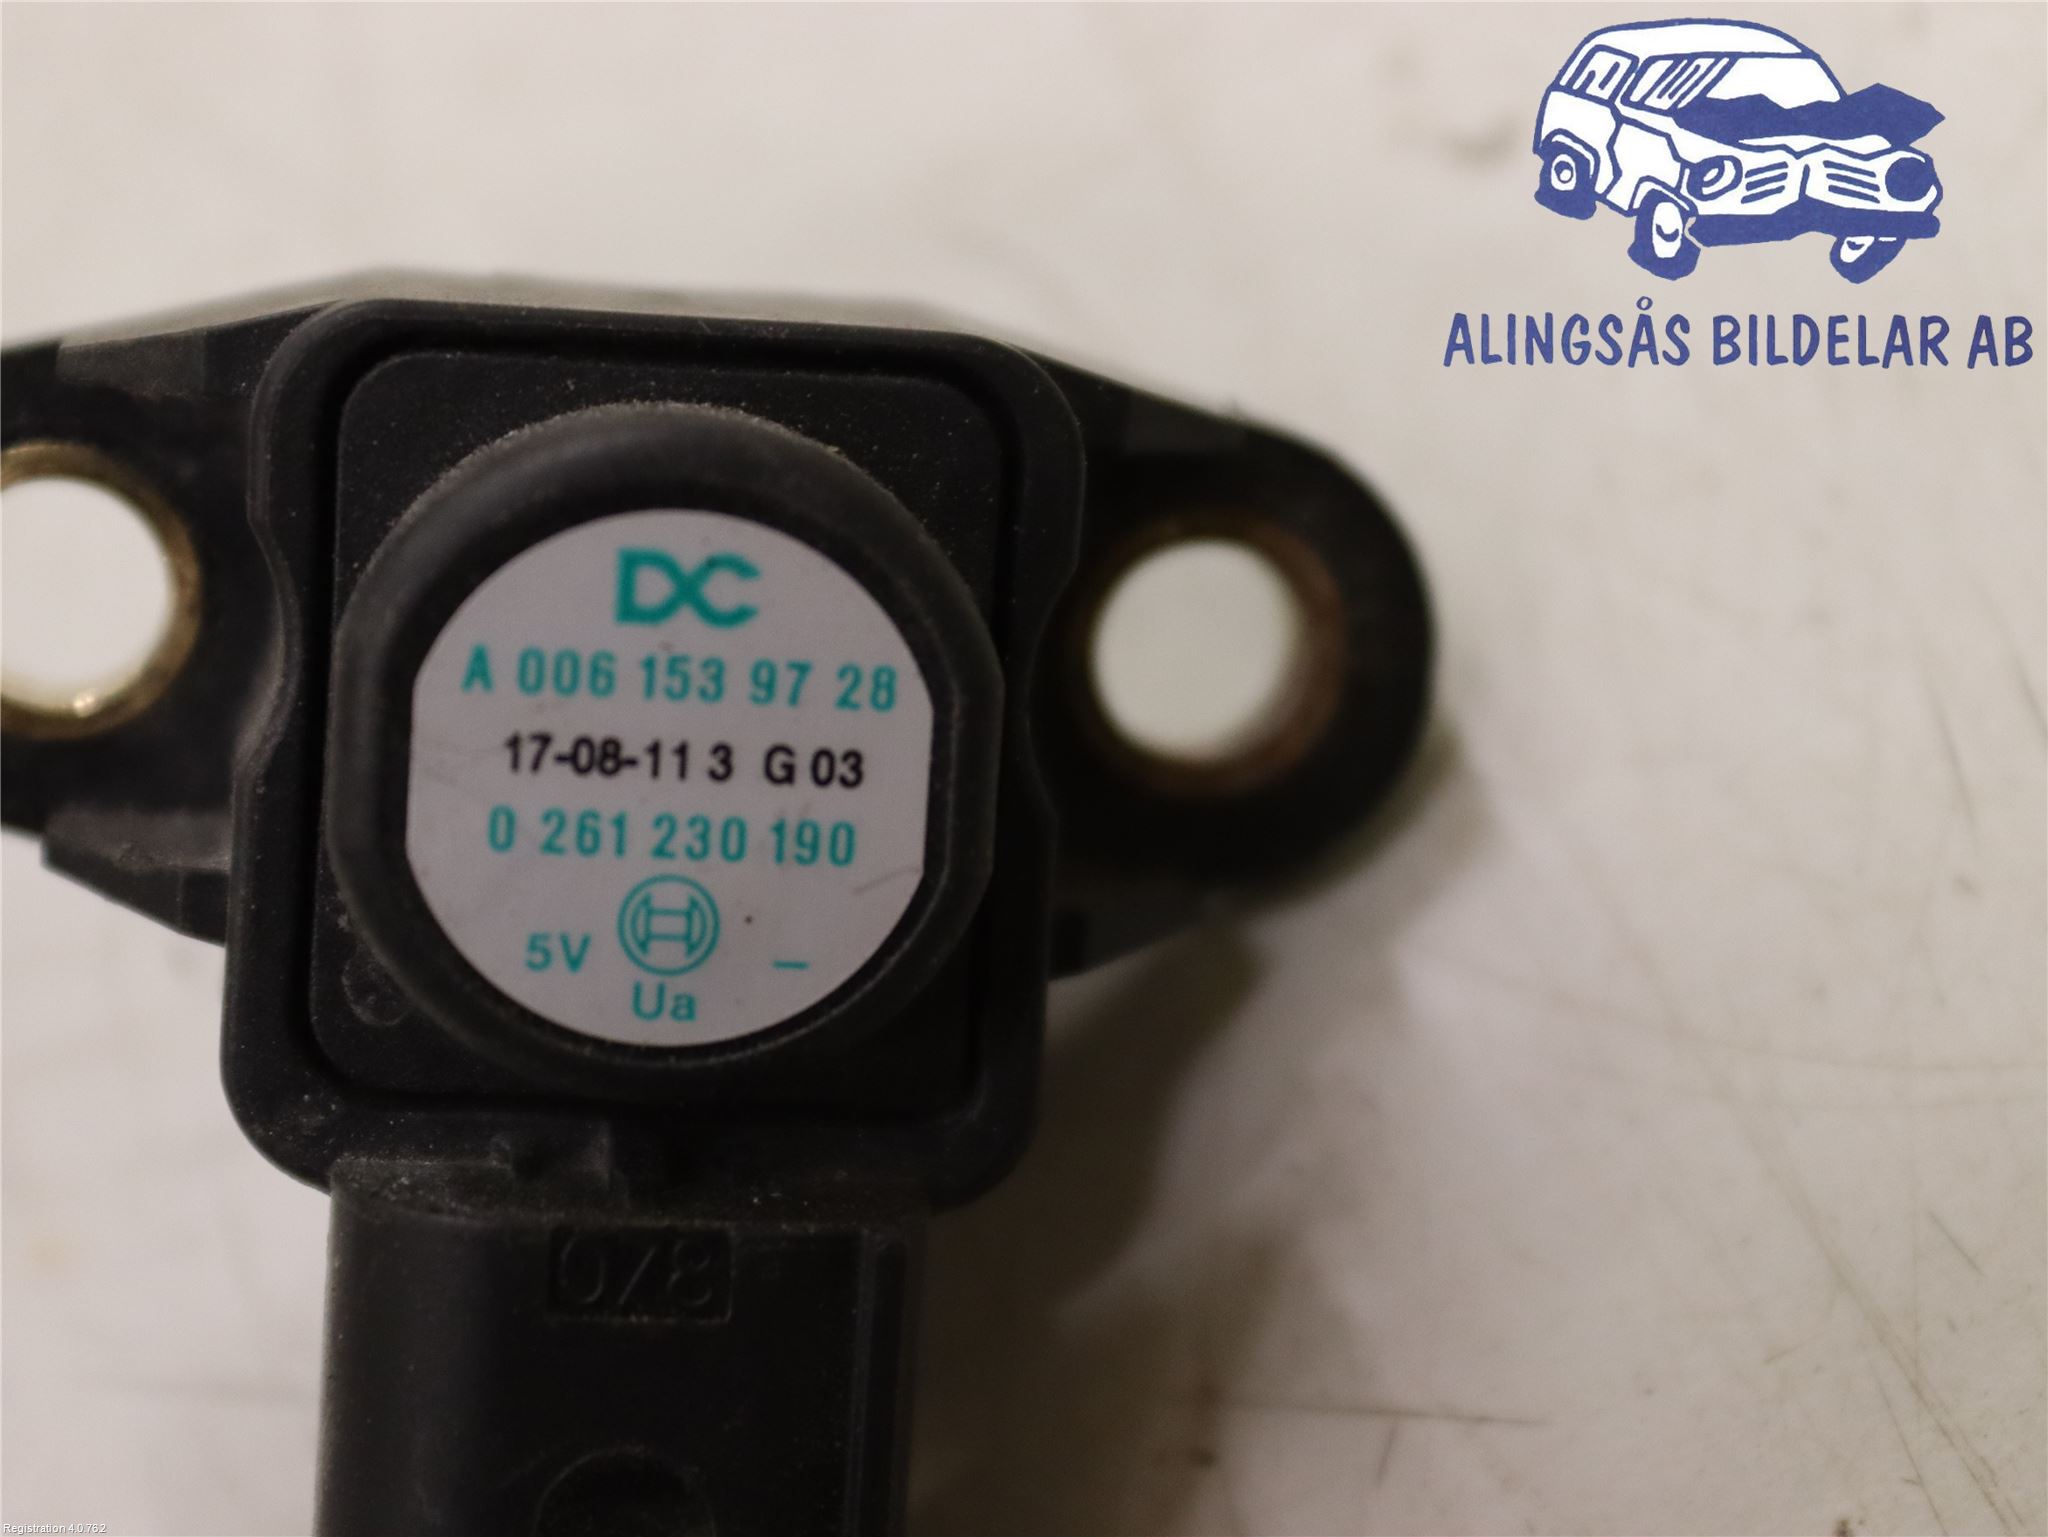 ALINGSÅS BILDELAR AB
DC
A 006 153 97 28
17-08-11 3 G 03
0 261 230 190
5V –
Ua
Registration 4.0.762